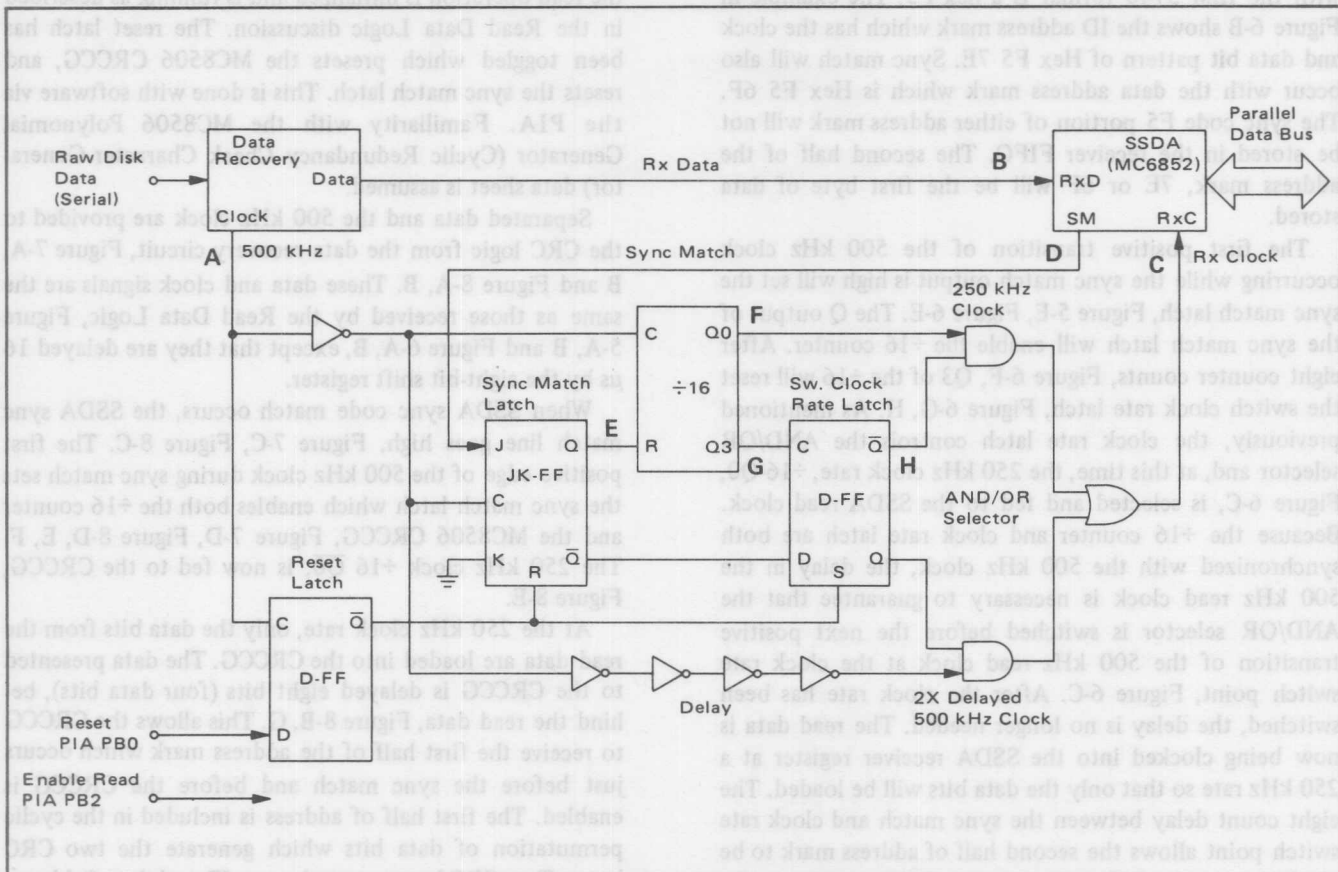 Raw Disk
Data
(Serial)
Data
Recovery
Data
Clock
A
500 kHz
Rx Data
B
SSDA
(MC6852)
RxD
SM
RxC
Parallel
Data Bus
Sync Match
D
C
Rx Clock
250 kHz
Clock
C
Q0
F
÷16
R
Q3
Sync Match
Latch
E
J
Q
JK-FF
C
K
Q̅
R
G
Sw. Clock
Rate Latch
C
Q̅
H
D-FF
D
Q
S
AND/OR
Selector
Reset
Latch
C
Q̅
D-FF
D
Delay
2X Delayed
500 kHz Clock
Reset
PIA PB0
Enable Read
PIA PB2